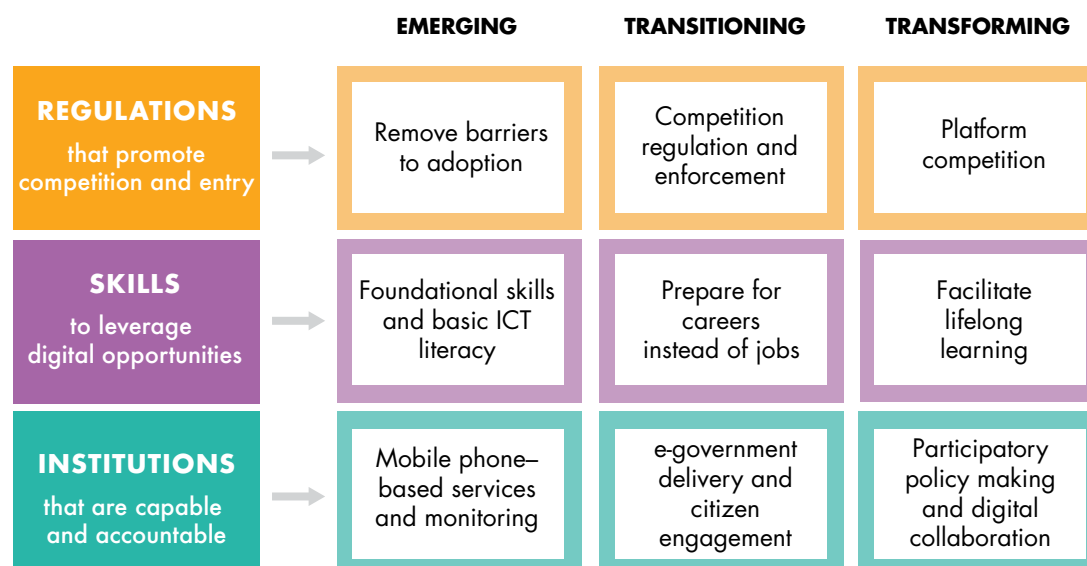 EMERGING
TRANSITIONING
TRANSFORMING
REGULATIONS
that promote
competition and entry
Remove barriers
to adoption
Competition
regulation and
enforcement
Platform
competition
SKILLS
to leverage
digital opportunities
Foundational skills
and basic ICT
literacy
Prepare for
careers
instead of jobs
Facilitate
lifelong
learning
INSTITUTIONS
that are capable
and accountable
Mobile phone–
based services
and monitoring
e-government
delivery and
citizen
engagement
Participatory
policy making
and digital
collaboration